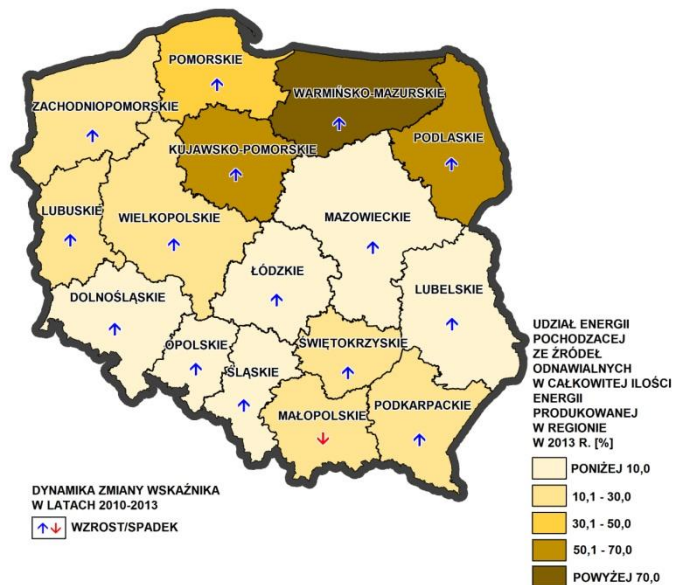 POMORSKIE
WARMIŃSKO-MAZURSKIE
ZACHODNIOPOMORSKIE
PODLASKIE
KUJAWSKO-POMORSKIE
LUBUSKIE
WIELKOPOLSKIE
MAZOWIECKIE
ŁÓDZKIE
LUBELSKIE
DOLNOŚLĄSKIE
OPOLSKIE
ŚWIĘTOKRZYSKIE
ŚLĄSKIE
MAŁOPOLSKIE
PODKARPACKIE
UDZIAŁ ENERGII
POCHODZACEJ
ZE ŹRÓDEŁ
ODNAWIALNYCH
W CAŁKOWITEJ ILOŚCI
ENERGII
PRODUKOWANEJ
W REGIONIE
W 2013 R. [%]
PONIŻEJ 10,0
10,1 - 30,0
30,1 - 50,0
50,1 - 70,0
POWYŻEJ 70,0
DYNAMIKA ZMIANY WSKAŹNIKA
W LATACH 2010-2013
WZROST/SPADEK